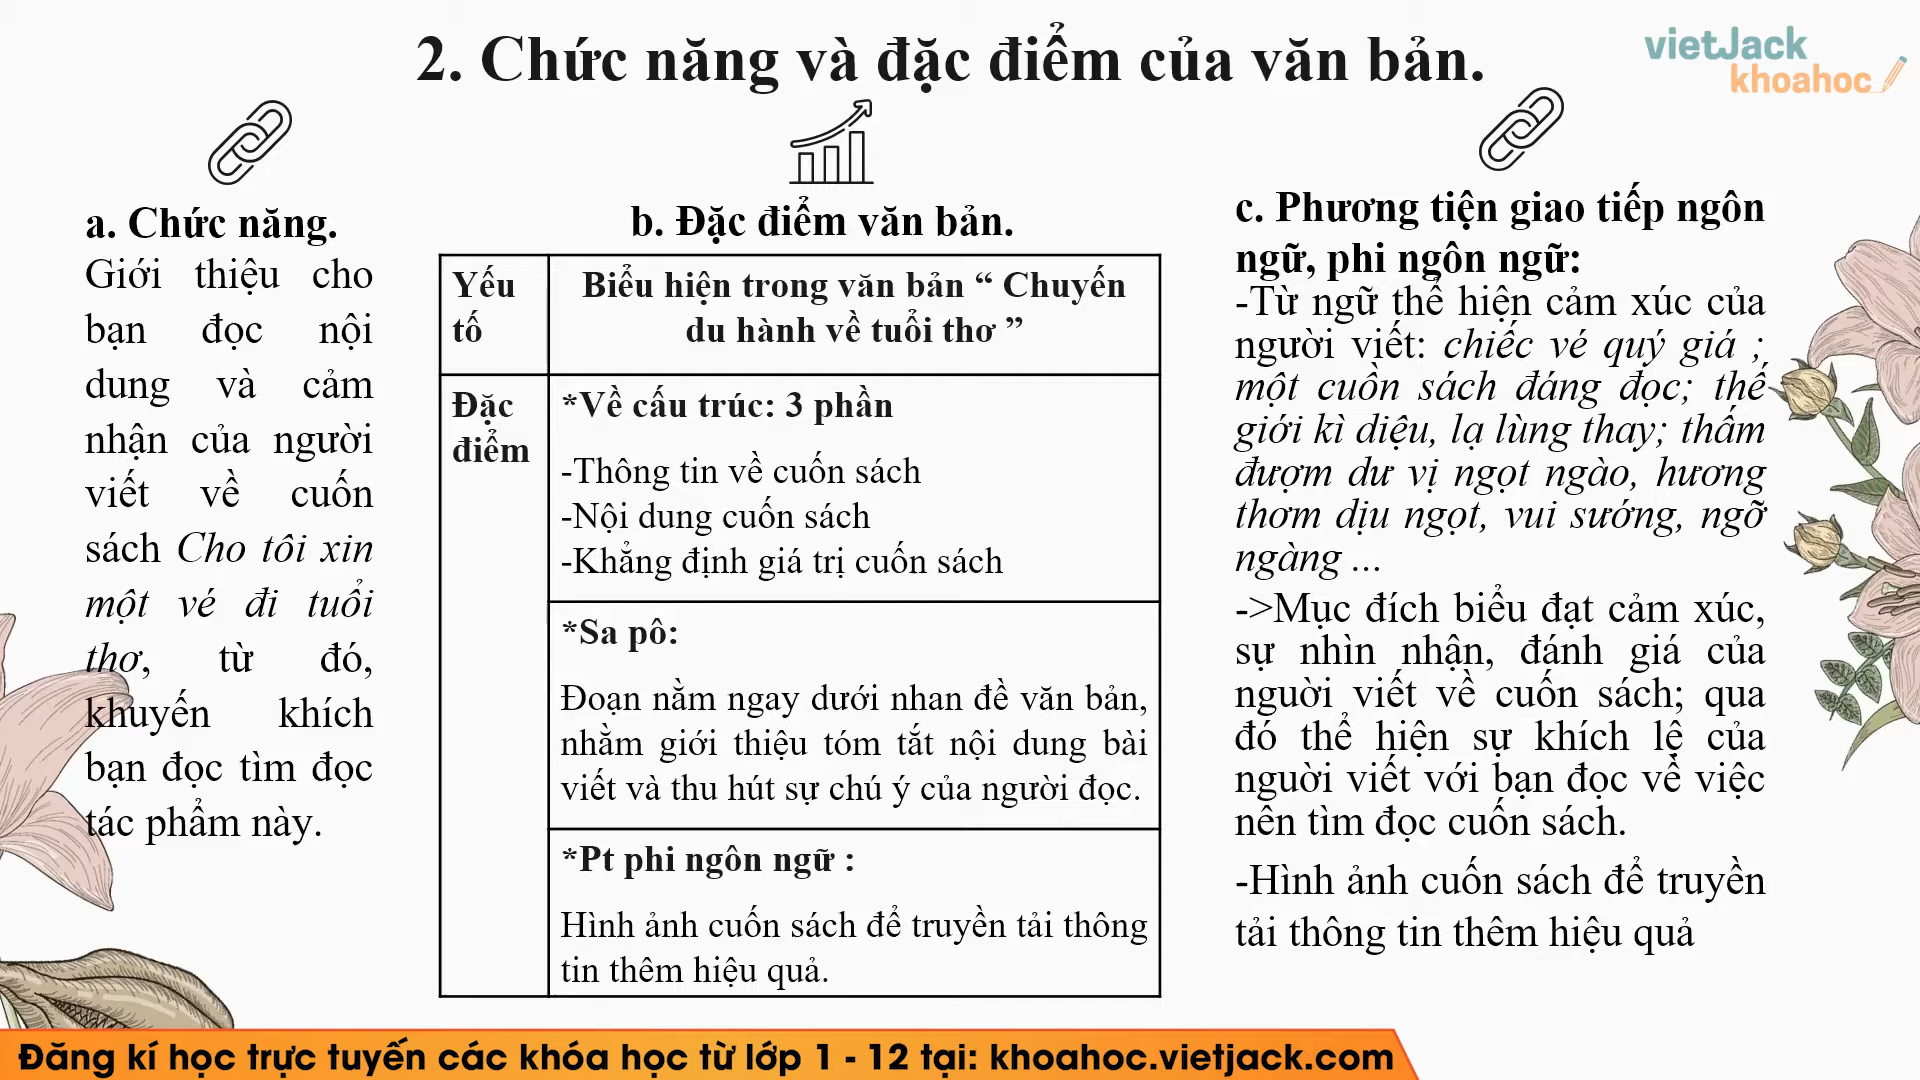 2. Chức năng và đặc điểm của văn bản.
vietJack
khoahoc
a. Chức năng.
Giới thiệu cho
bạn đọc nội
dung và cảm
nhận của người
viết về cuốn
sách Cho tôi xin
một vé đi tuổi
thơ, từ đó,
khuyến khích
bạn đọc tìm đọc
tác phẩm này.
b. Đặc điểm văn bản.
Yếu
tố
Biểu hiện trong văn bản “ Chuyến
du hành về tuổi thơ ”
Đặc
điểm
*Về cấu trúc: 3 phần
-Thông tin về cuốn sách
-Nội dung cuốn sách
-Khẳng định giá trị cuốn sách
*Sa pô:
Đoạn nằm ngay dưới nhan đề văn bản,
nhằm giới thiệu tóm tắt nội dung bài
viết và thu hút sự chú ý của người đọc.
*Pt phi ngôn ngữ :
Hình ảnh cuốn sách để truyền tải thông
tin thêm hiệu quả.
c. Phương tiện giao tiếp ngôn
ngữ, phi ngôn ngữ:
-Từ ngữ thể hiện cảm xúc của
người viết: chiếc vé quý giá ;
một cuốn sách đáng đọc; thế
giới kì diệu, lạ lùng thay; thấm
đượm dư vị ngọt ngào, hương
thơm dịu ngọt, vui sướng, ngỡ
ngàng ...
->Mục đích biểu đạt cảm xúc,
sự nhìn nhận, đánh giá của
nguời viết về cuốn sách; qua
đó thể hiện sự khích lệ của
nguời viết với bạn đọc về việc
nên tìm đọc cuốn sách.
-Hình ảnh cuốn sách để truyền
tải thông tin thêm hiệu quả
Đăng kí học trực tuyến các khóa học từ lớp 1 - 12 tại: khoahoc.vietjack.com